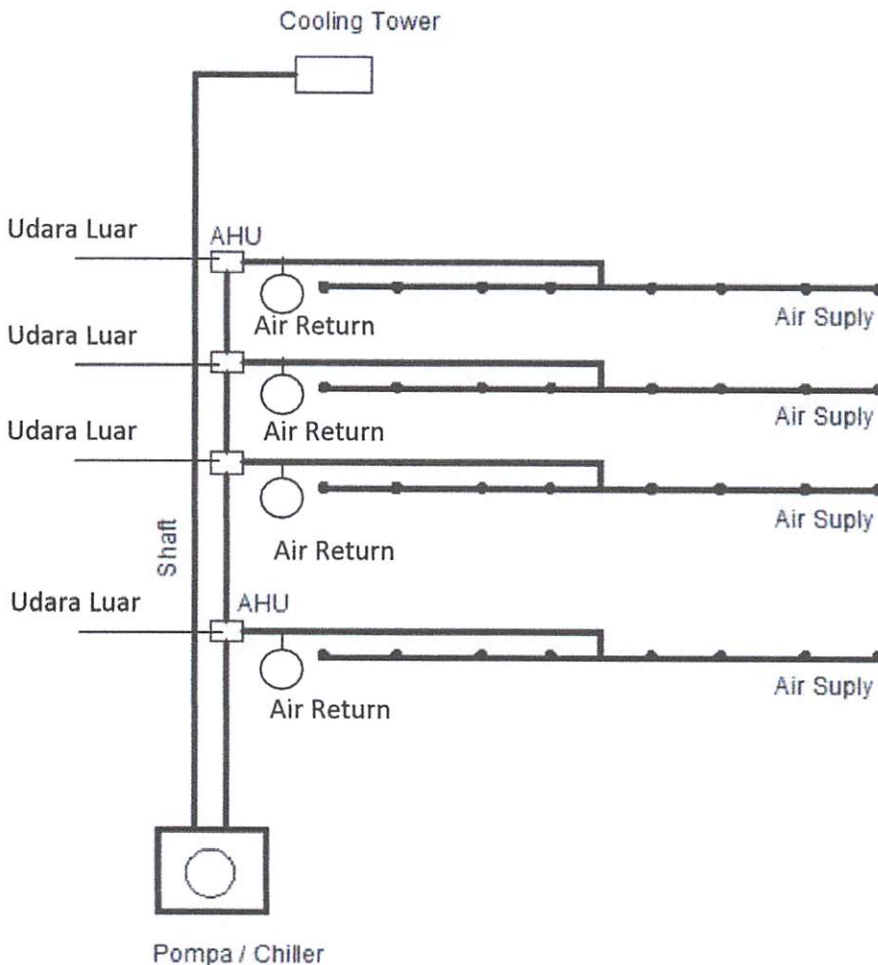 Cooling Tower
Udara Luar
AHU
Air Return
Air Suply
Udara Luar
Air Return
Air Suply
Udara Luar
Air Return
Air Suply
Shaft
Udara Luar
AHU
Air Return
Air Suply
Pompa / Chiller